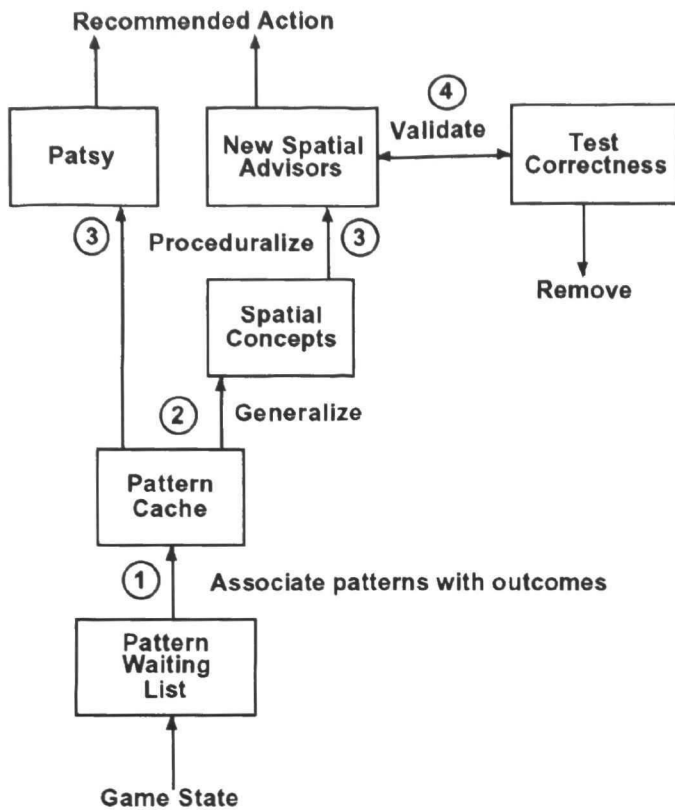 Recommended Action
Patsy
New Spatial
Advisors
4
Validate
Test
Correctness
3
Proceduralize
3
Remove
Spatial
Concepts
2
Generalize
Pattern
Cache
1
Associate patterns with outcomes
Pattern
Waiting
List
Game State